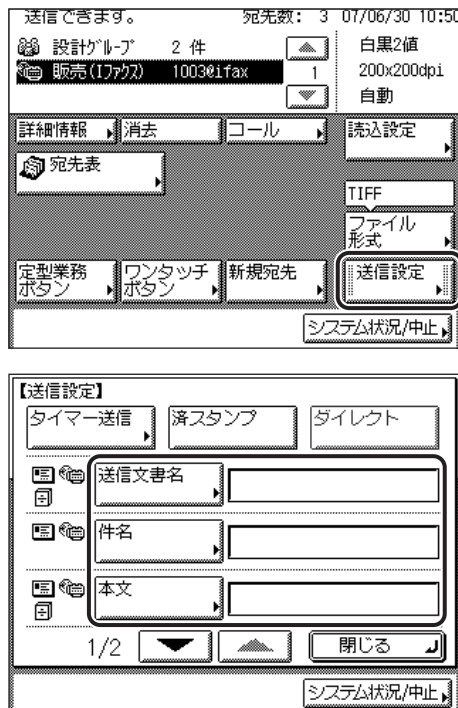 送信できます。 宛先数: 3 07/06/30 10:50
設計グループ 2 件 白黒2値
販売(Iファクス) 1003@ifax 1 200x200dpi
自動
詳細情報 消去 コール 読込設定
宛先表
TIFF
ファイル
形式
定型業務
ボタン ワンタッチ
ボタン 新規宛先 送信設定
システム状況/中止
【送信設定】
タイマー送信 済スタンプ ダイレクト
送信文書名
件名
本文
1/2 閉じる
システム状況/中止